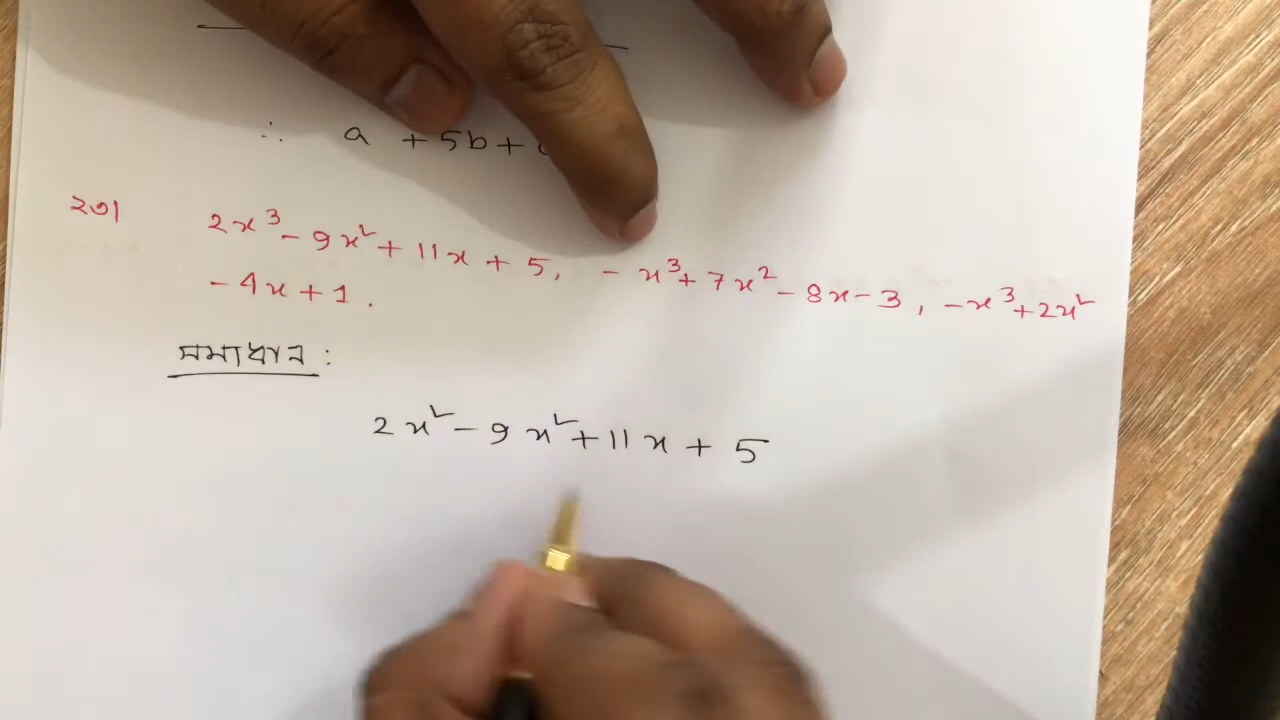 ∴ a + 5b +
২৩। 2x³ - 9x² + 11x + 5, - x³ + 7x² - 8x - 3, - x³ + 2x²
- 4x + 1.
সমাধান :
2x² - 9x² + 11x + 5